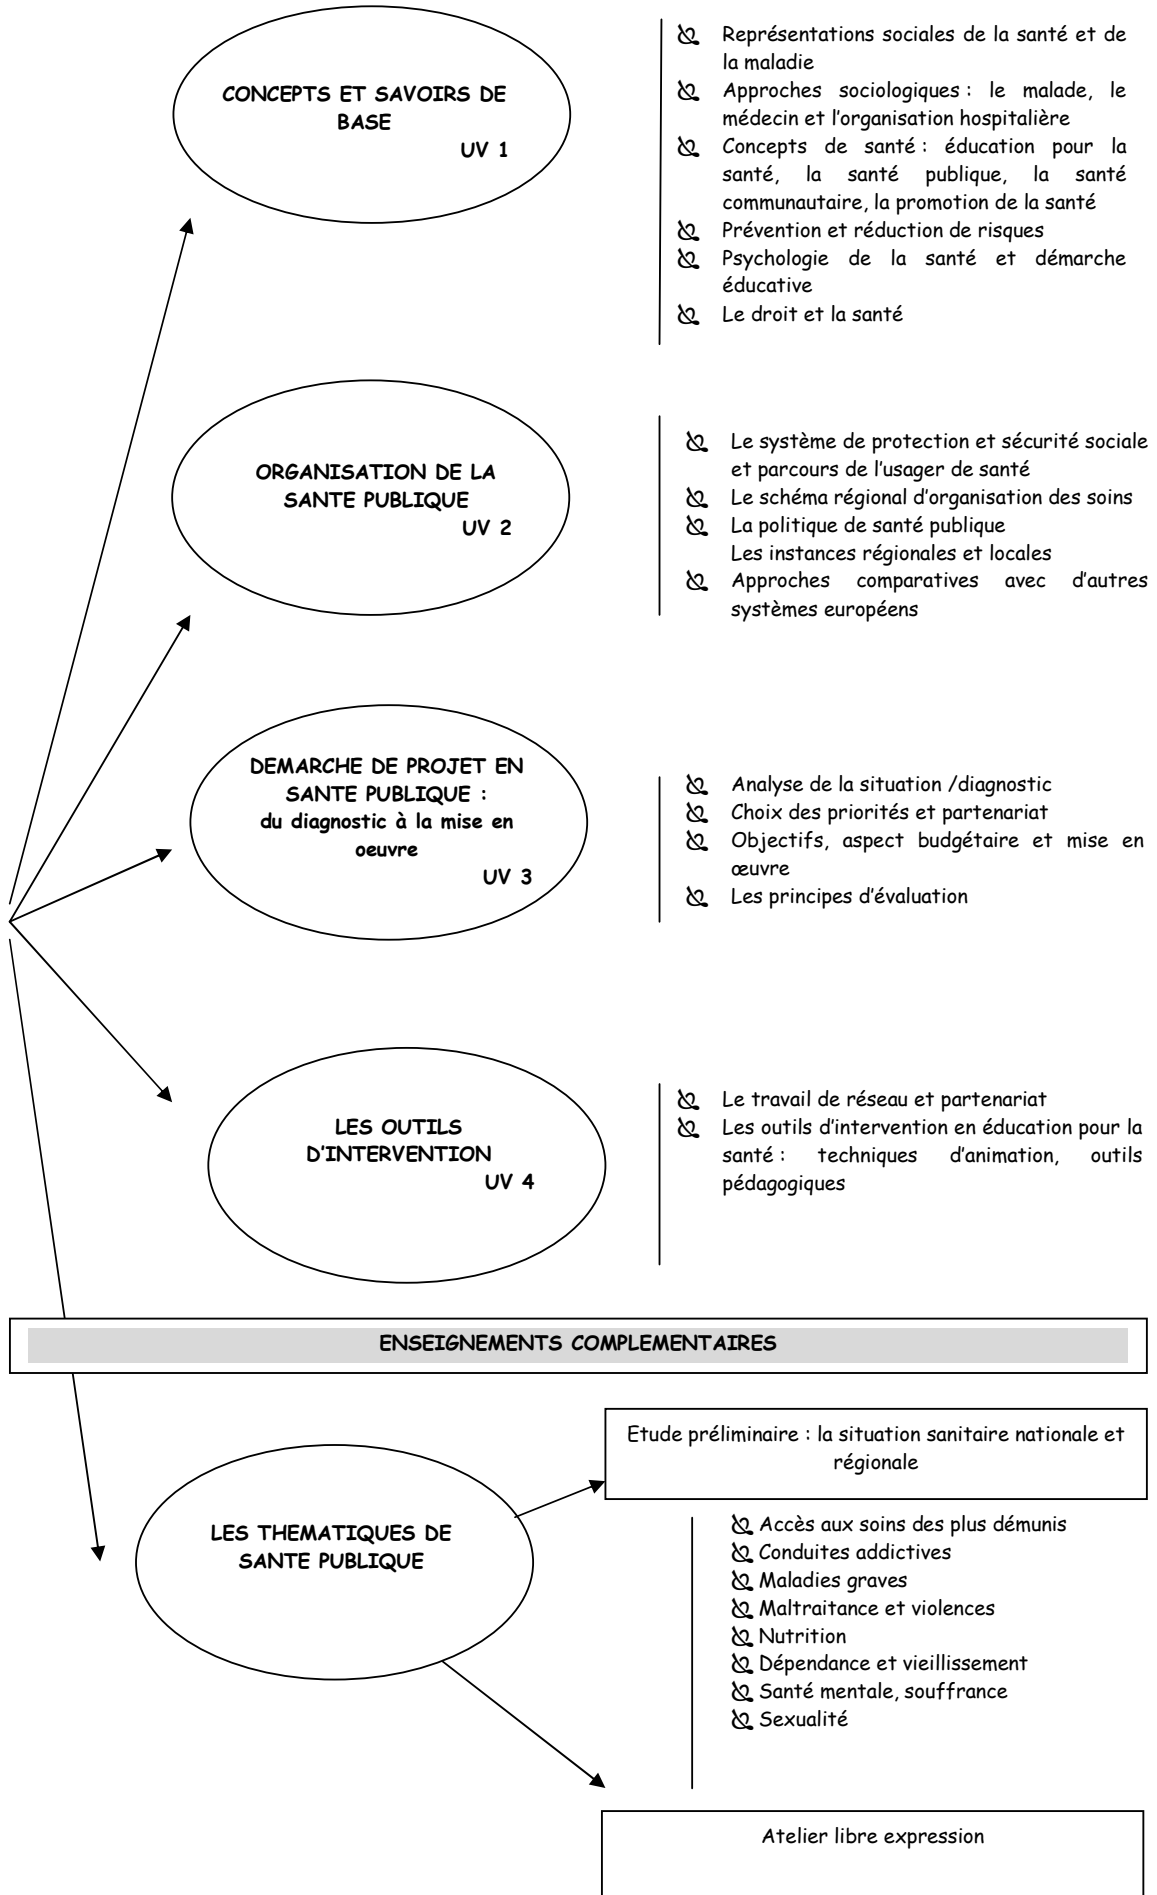 CONCEPTS ET SAVOIRS DE
BASE
UV 1
Représentations sociales de la santé et de
la maladie
Approches sociologiques : le malade, le
médecin et l'organisation hospitalière
Concepts de santé : éducation pour la
santé, la santé publique, la santé
communautaire, la promotion de la santé
Prévention et réduction de risques
Psychologie de la santé et démarche
éducative
Le droit et la santé
ORGANISATION DE LA
SANTE PUBLIQUE
UV 2
Le système de protection et sécurité sociale
et parcours de l'usager de santé
Le schéma régional d'organisation des soins
La politique de santé publique
Les instances régionales et locales
Approches comparatives avec d'autres
systèmes européens
DEMARCHE DE PROJET EN
SANTE PUBLIQUE :
du diagnostic à la mise en
oeuvre
UV 3
Analyse de la situation /diagnostic
Choix des priorités et partenariat
Objectifs, aspect budgétaire et mise en
œuvre
Les principes d'évaluation
LES OUTILS
D'INTERVENTION
UV 4
Le travail de réseau et partenariat
Les outils d'intervention en éducation pour la
santé : techniques d'animation, outils
pédagogiques
ENSEIGNEMENTS COMPLEMENTAIRES
Etude préliminaire : la situation sanitaire nationale et
régionale
LES THEMATIQUES DE
SANTE PUBLIQUE
Accès aux soins des plus démunis
Conduites addictives
Maladies graves
Maltraitance et violences
Nutrition
Dépendance et vieillissement
Santé mentale, souffrance
Sexualité
Atelier libre expression